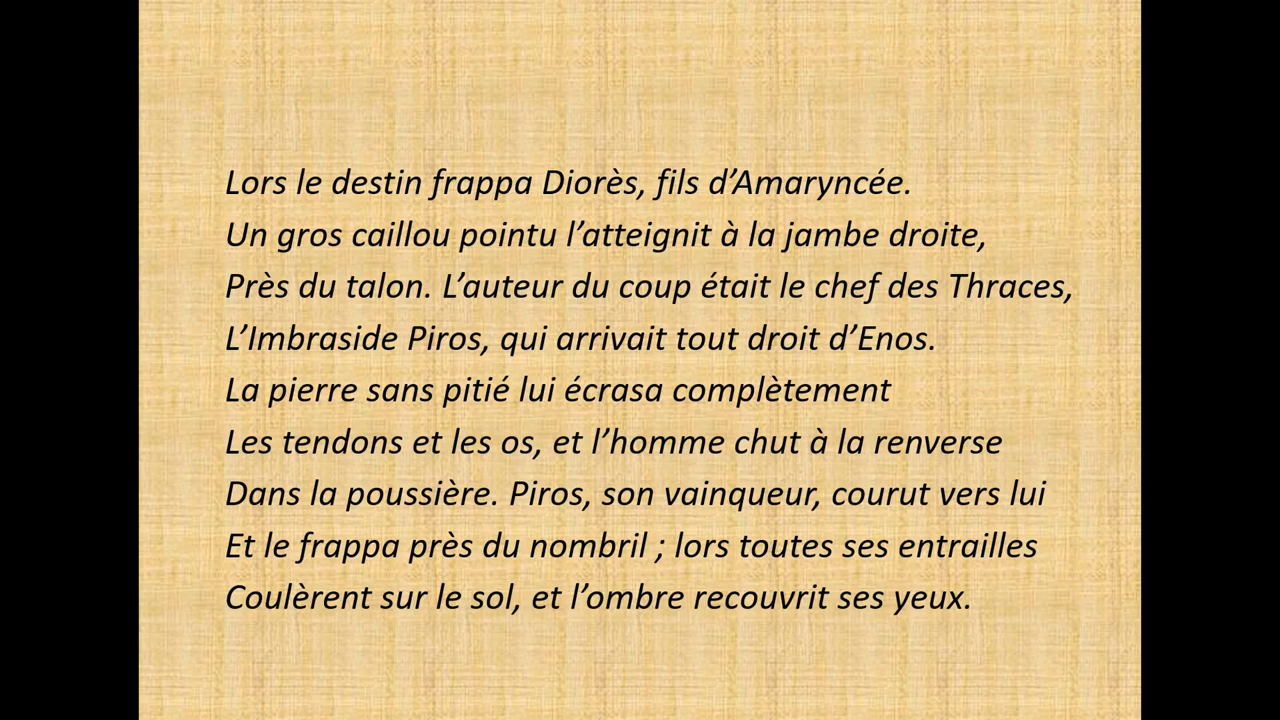 Lors le destin frappa Diorès, fils d’Amaryncée.
Un gros caillou pointu l’atteignit à la jambe droite,
Près du talon. L’auteur du coup était le chef des Thraces,
L’Imbraside Piros, qui arrivait tout droit d’Enos.
La pierre sans pitié lui écrasa complètement
Les tendons et les os, et l’homme chut à la renverse
Dans la poussière. Piros, son vainqueur, courut vers lui
Et le frappa près du nombril ; lors toutes ses entrailles
Coulèrent sur le sol, et l’ombre recouvrit ses yeux.